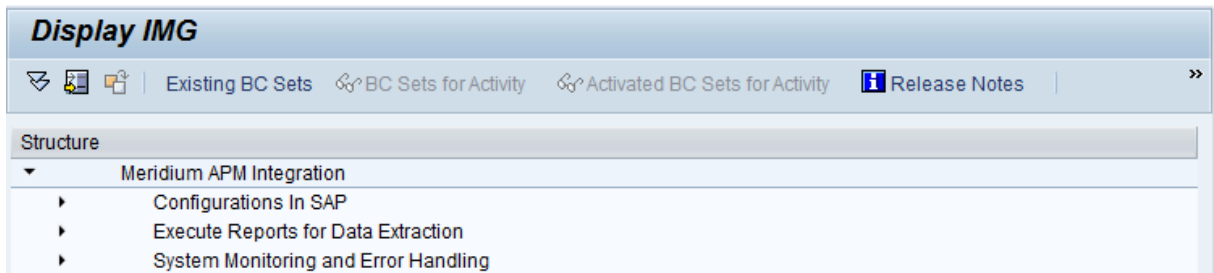 Display IMG
Existing BC Sets BC Sets for Activity Activated BC Sets for Activity Release Notes
Structure
Meridium APM Integration
Configurations In SAP
Execute Reports for Data Extraction
System Monitoring and Error Handling